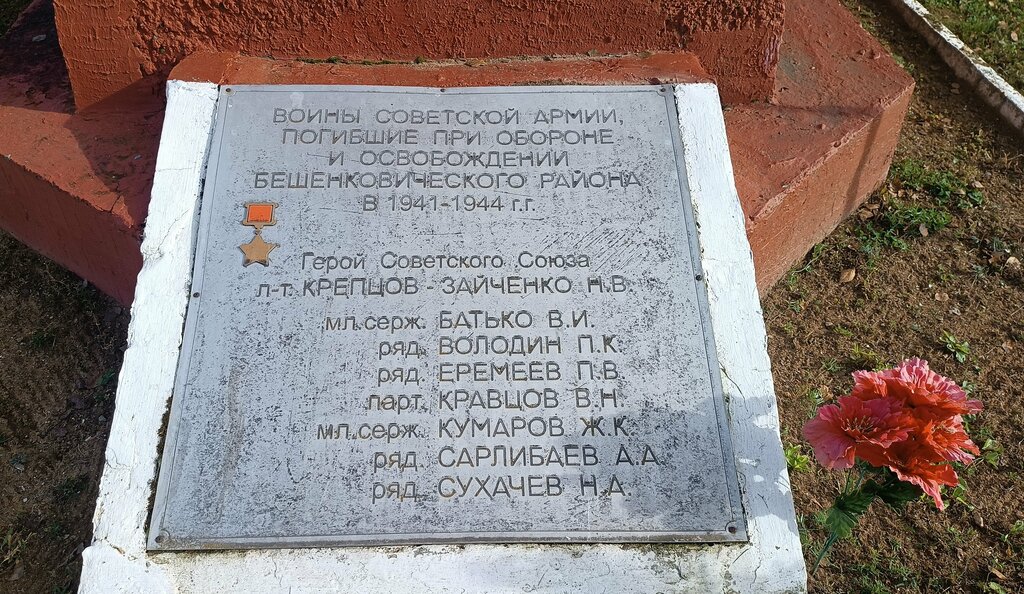 ВОИНЫ СОВЕТСКОЙ АРМИИ,
ПОГИБШИЕ ПРИ ОБОРОНЕ
И ОСВОБОЖДЕНИИ
БЕШЕНКОВИЧЕСКОГО РАЙОНА
В 1941-1944 г.г.
Герой Советского Союза
л-т. КРЕПЦОВ - ЗАЙЧЕНКО Н.В.
мл.серж. БАТЬКО В.И.
ряд. ВОЛОДИН П.К.
ряд. ЕРЕМЕЕВ П.В.
парт. КРАВЦОВ В.Н.
мл.серж. КУМАРОВ Ж.К.
ряд. САРЛИБАЕВ А.А.
ряд. СУХАЧЕВ Н.А.